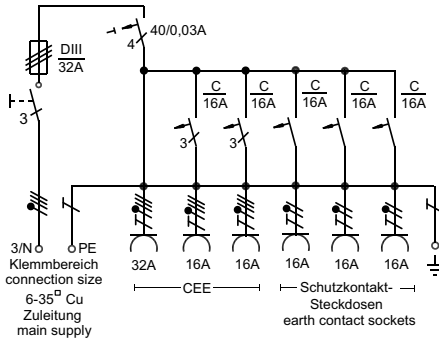 40/0,03A
4
DIII
32A
3
C
16A
C
16A
C
16A
C
16A
C
16A
3
3
3/N
PE
Klemmbereich
connection size
6-35□ Cu
Zuleitung
main supply
32A
16A
16A
16A
16A
16A
CEE
Schutzkontakt-
Steckdosen
earth contact sockets